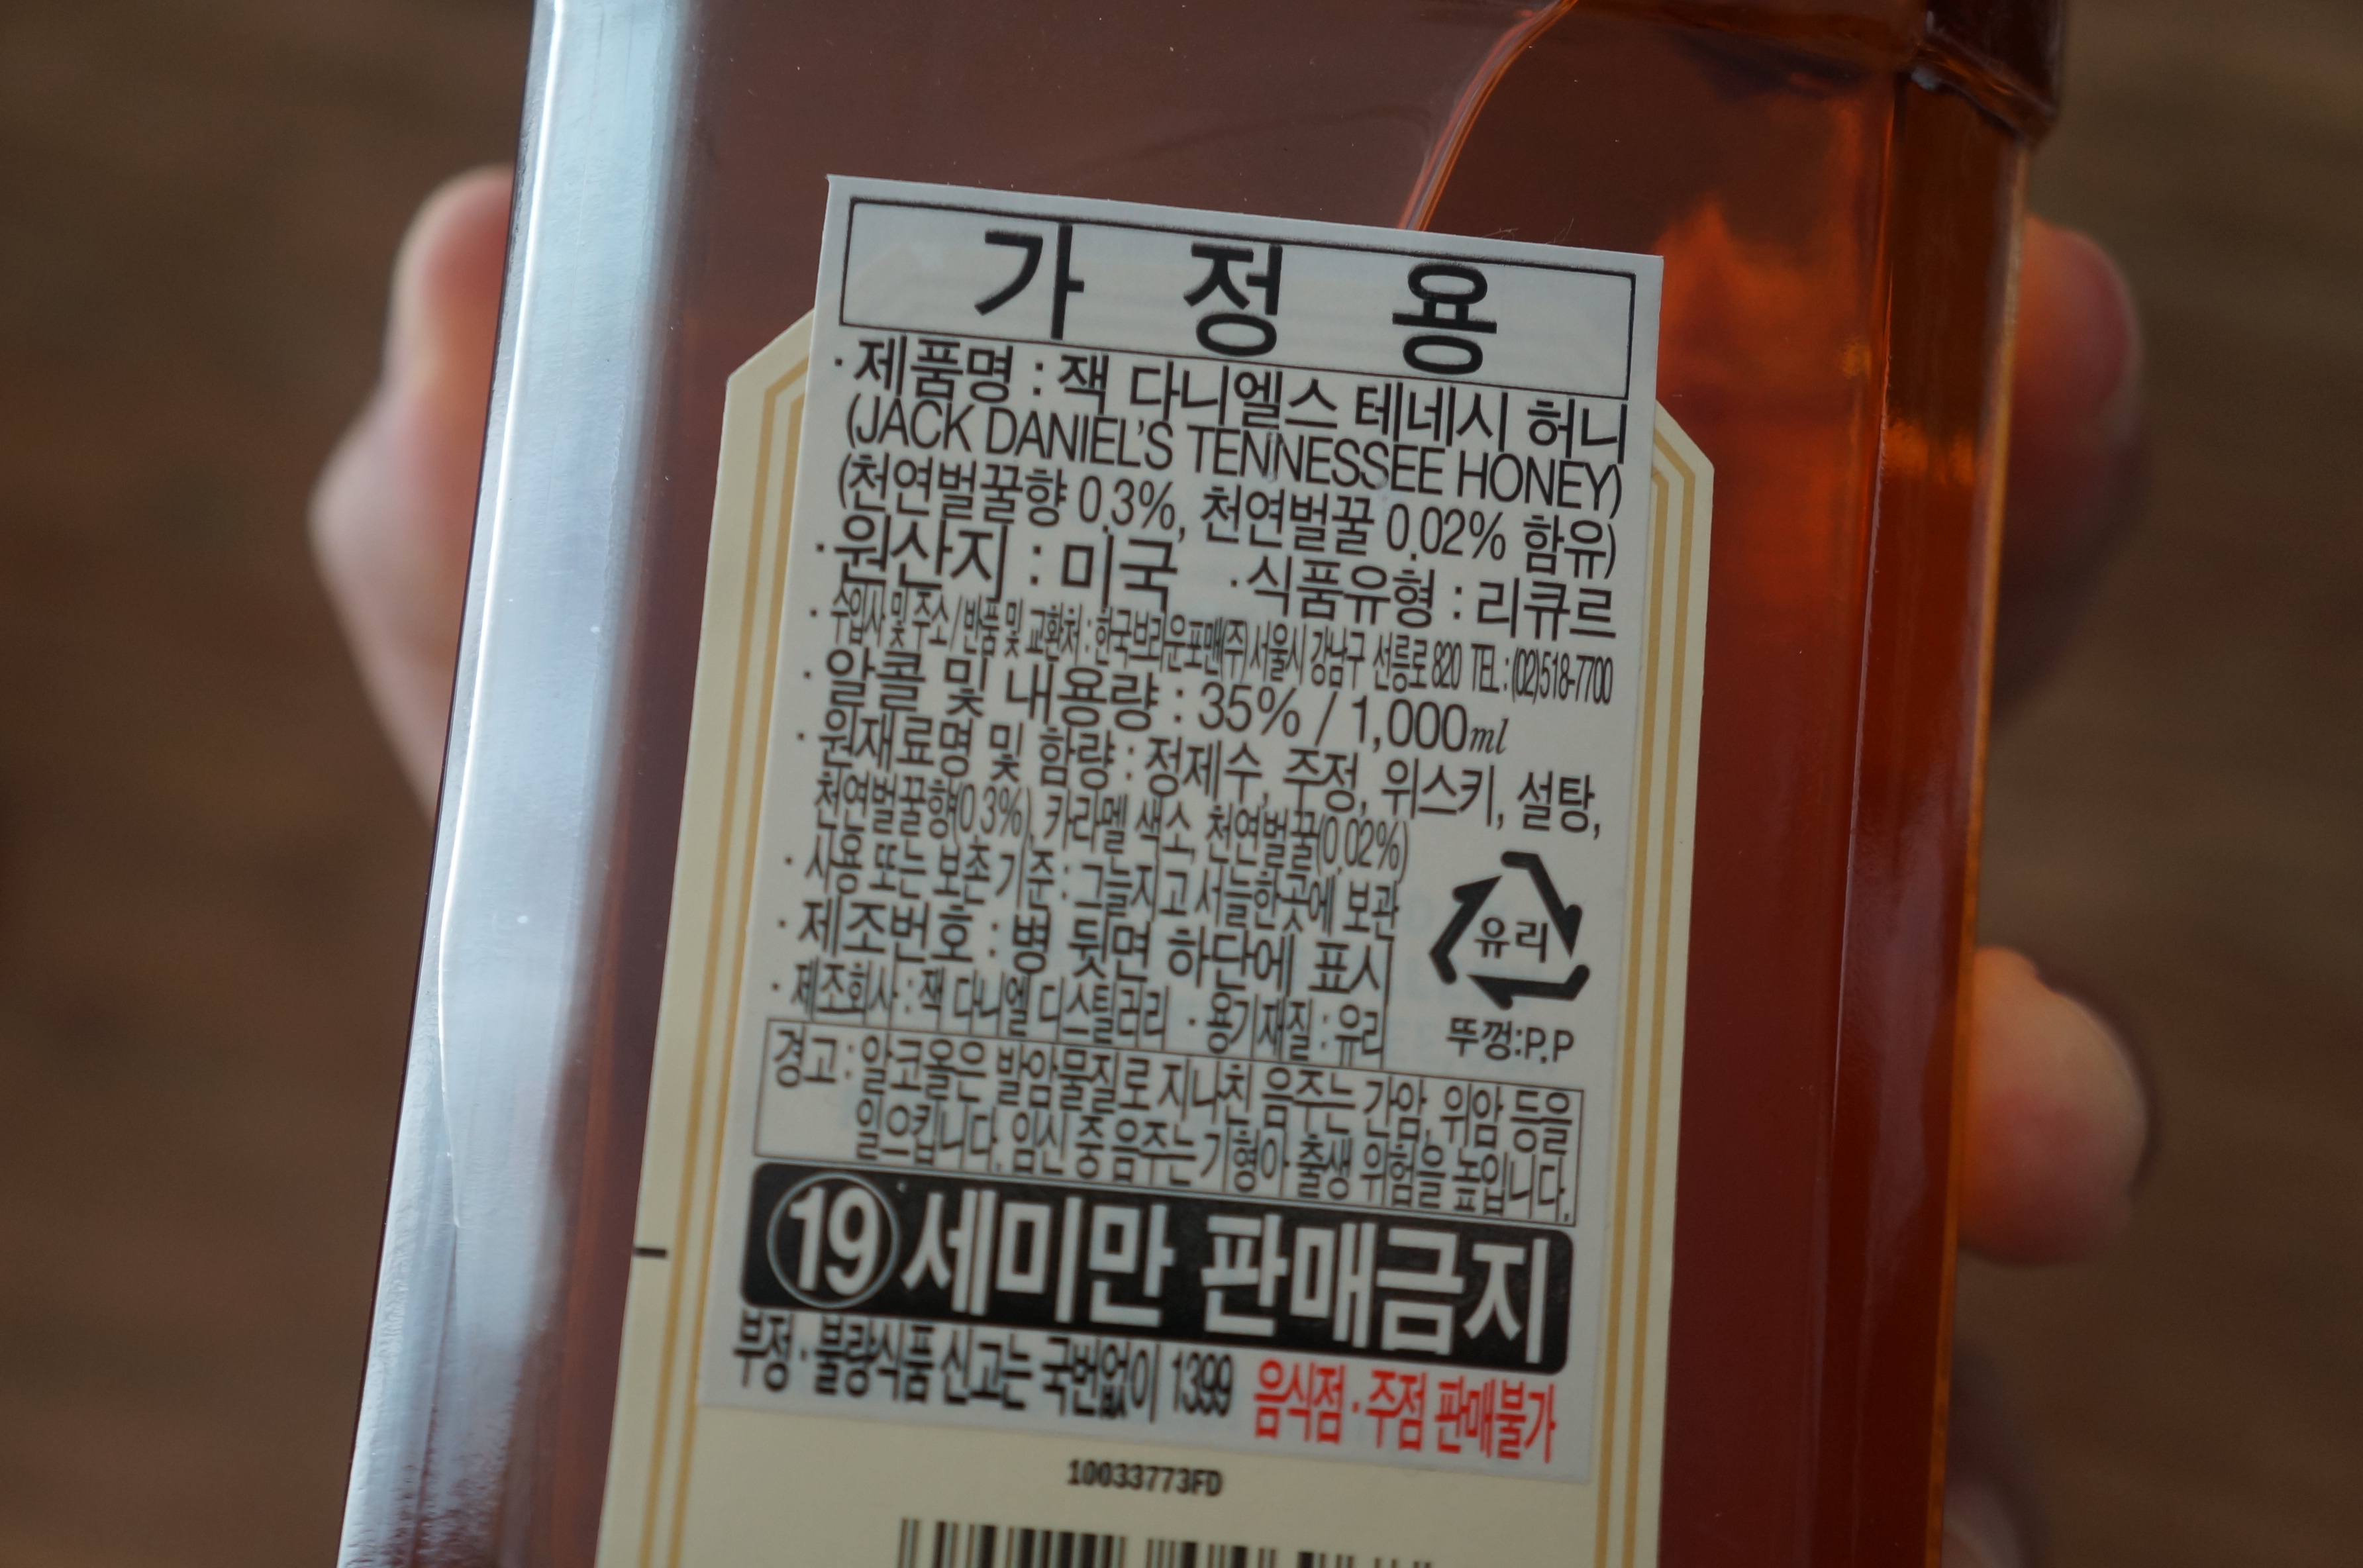 가 정 용
· 제품명 : 잭 다니엘스 테네시 허니
(JACK DANIEL'S TENNESSEE HONEY)
(천연벌꿀향 0.3%, 천연벌꿀 0.02% 함유)
· 원산지 : 미국 · 식품유형 : 리큐르
· 수입사 및 주소 / 반품 및 교환처 : 한국브라운포맨(주) 서울시 강남구 선릉로 820 TEL : (02)518-7700
· 알콜 및 내용량 : 35% / 1,000ml
· 원재료명 및 함량 : 정제수, 주정, 위스키, 설탕,
천연벌꿀향(0.3%), 카라멜 색소, 천연벌꿀(0.02%)
· 사용 또는 보존 기준 : 그늘지고 서늘한곳에 보관
· 제조번호 : 병 뒷면 하단에 표시
· 제조회사 : 잭 다니엘 디스틸러리 · 용기재질 : 유리
유리
뚜껑:P.P
경고 : 알코올은 발암물질로 지나친 음주는 간암, 위암 등을
일으킵니다. 임신 중 음주는 기형아 출생 위험을 높입니다.
19세미만 판매금지
부정 · 불량식품 신고는 국번없이 1399 음식점 · 주점 판매불가
10033773FD